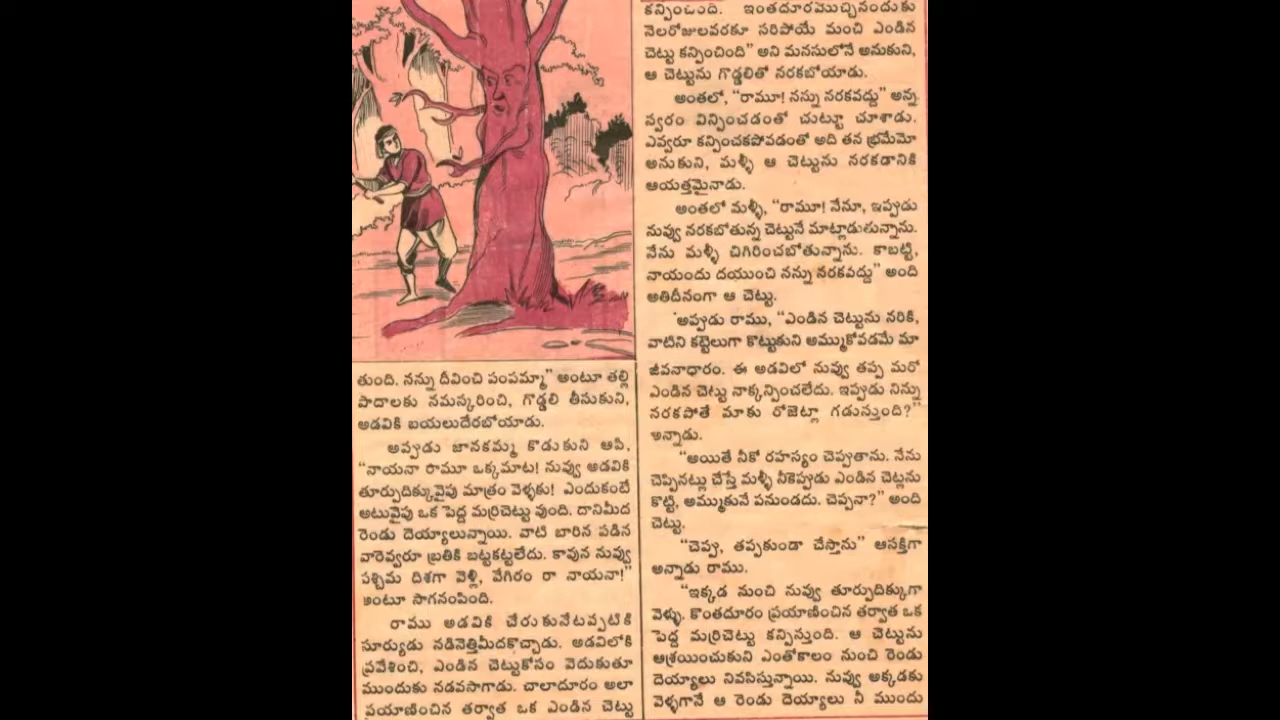 తుంది. నన్ను దీవించి పంపమ్మా" అంటూ తల్లి
పాదాలకు నమస్కరించి, గొడ్డలి తీసుకుని,
అడవికి బయలుదేరబోయాడు.
అప్పుడు జానకమ్మ కొడుకుని ఆపి,
"నాయనా రామూ ఒక్కమాట! నువ్వు అడవికి
తూర్పుదిక్కువైపు మాత్రం వెళ్ళకు! ఎందుకంటే
అటువైపు ఒక పెద్ద మర్రిచెట్టు వుంది. దానిమీద
రెండు దెయ్యాలున్నాయి. వాటి బారిన పడిన
వారెవ్వరూ బ్రతికి బట్టకట్టలేదు. కావున నువ్వు
పశ్చిమ దిశగా వెళ్లి, వేగిరం రా నాయనా!"
అంటూ సాగనంపింది.
రాము అడవికి చేరుకునేటప్పటికి
సూర్యుడు నడినెత్తిమీదకొచ్చాడు. అడవిలోకి
ప్రవేశించి, ఎండిన చెట్టుకోసం వెదుకుతూ
ముందుకు నడవసాగాడు. చాలాదూరం అలా
ప్రయాణించిన తర్వాత ఒక ఎండిన చెట్టు
కన్పించింది. ఇంతదూరమొచ్చినందుకు
నెలరోజులవరకూ సరిపోయే మంచి ఎండిన
చెట్టు కన్పించింది" అని మనసులోనే అనుకుని,
ఆ చెట్టును గొడ్డలితో నరకబోయాడు.
అంతలో, "రామూ! నన్ను నరకవద్దు" అన్న
స్వరం విన్పించడంతో చుట్టూ చూశాడు.
ఎవ్వరూ కన్పించకపోవడంతో అది తన భ్రమేమో
అనుకుని, మళ్ళీ ఆ చెట్టును నరకడానికి
ఆయత్తమైనాడు.
అంతలో మళ్ళీ, "రామూ! నేనూ, ఇప్పుడు
నువ్వు నరకబోతున్న చెట్టునే మాట్లాడుతున్నాను.
నేను మళ్ళీ చిగిరించబోతున్నాను. కాబట్టి,
నాయందు దయుంచి నన్ను నరకవద్దు" అంది
అతిదీనంగా ఆ చెట్టు.
అప్పుడు రాము, "ఎండిన చెట్టును నరికి,
వాటిని కట్టెలుగా కొట్టుకుని అమ్ముకోవడమే మా
జీవనాధారం. ఈ అడవిలో నువ్వు తప్ప మరో
ఎండిన చెట్టు నాక్కన్పించలేదు. ఇప్పుడు నిన్ను
నరకపోతే మాకు రోజెట్లా గడుస్తుంది?"
అన్నాడు.
"అయితే నీకో రహస్యం చెప్పుతాను. నేను
చెప్పినట్లు చేస్తే మళ్ళీ నీకెప్పుడు ఎండిన చెట్లను
కొట్టి, అమ్ముకునే పనుండదు. చెప్పనా?" అంది
చెట్టు.
"చెప్పు, తప్పకుండా చేస్తాను" ఆసక్తిగా
అన్నాడు రాము.
"ఇక్కడ నుంచి నువ్వు తూర్పుదిక్కుగా
వెళ్ళు. కొంతదూరం ప్రయాణించిన తర్వాత ఒక
పెద్ద మర్రిచెట్టు కన్పిస్తుంది. ఆ చెట్టును
ఆశ్రయించుకుని ఎంతోకాలం నుంచి రెండు
దెయ్యాలు నివసిస్తున్నాయి. నువ్వు అక్కడకు
వెళ్ళగానే ఆ రెండు దెయ్యాలు నీ ముందు